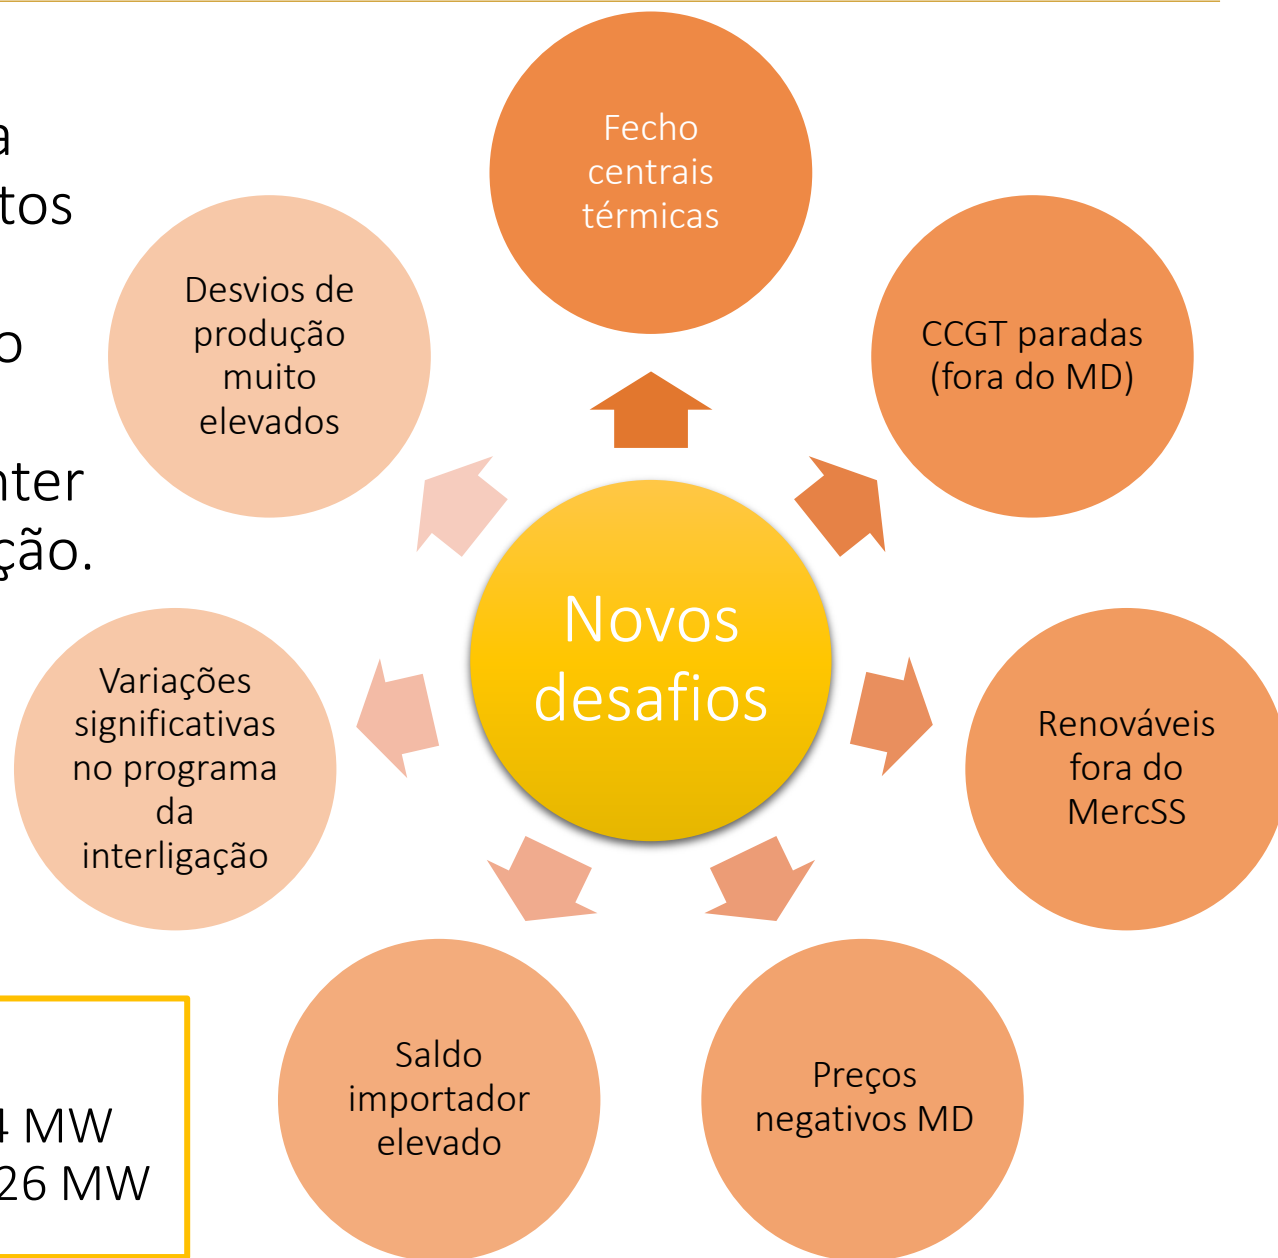 Fecho
centrais
térmicas
CCGT paradas
(fora do MD)
Renováveis
fora do
MercSS
Preços
negativos MD
Saldo
importador
elevado
Variações
significativas
no programa
da
interligação
Desvios de
produção
muito
elevados
Novos
desafios
a
tos
o
nter
ção.
4 MW
26 MW